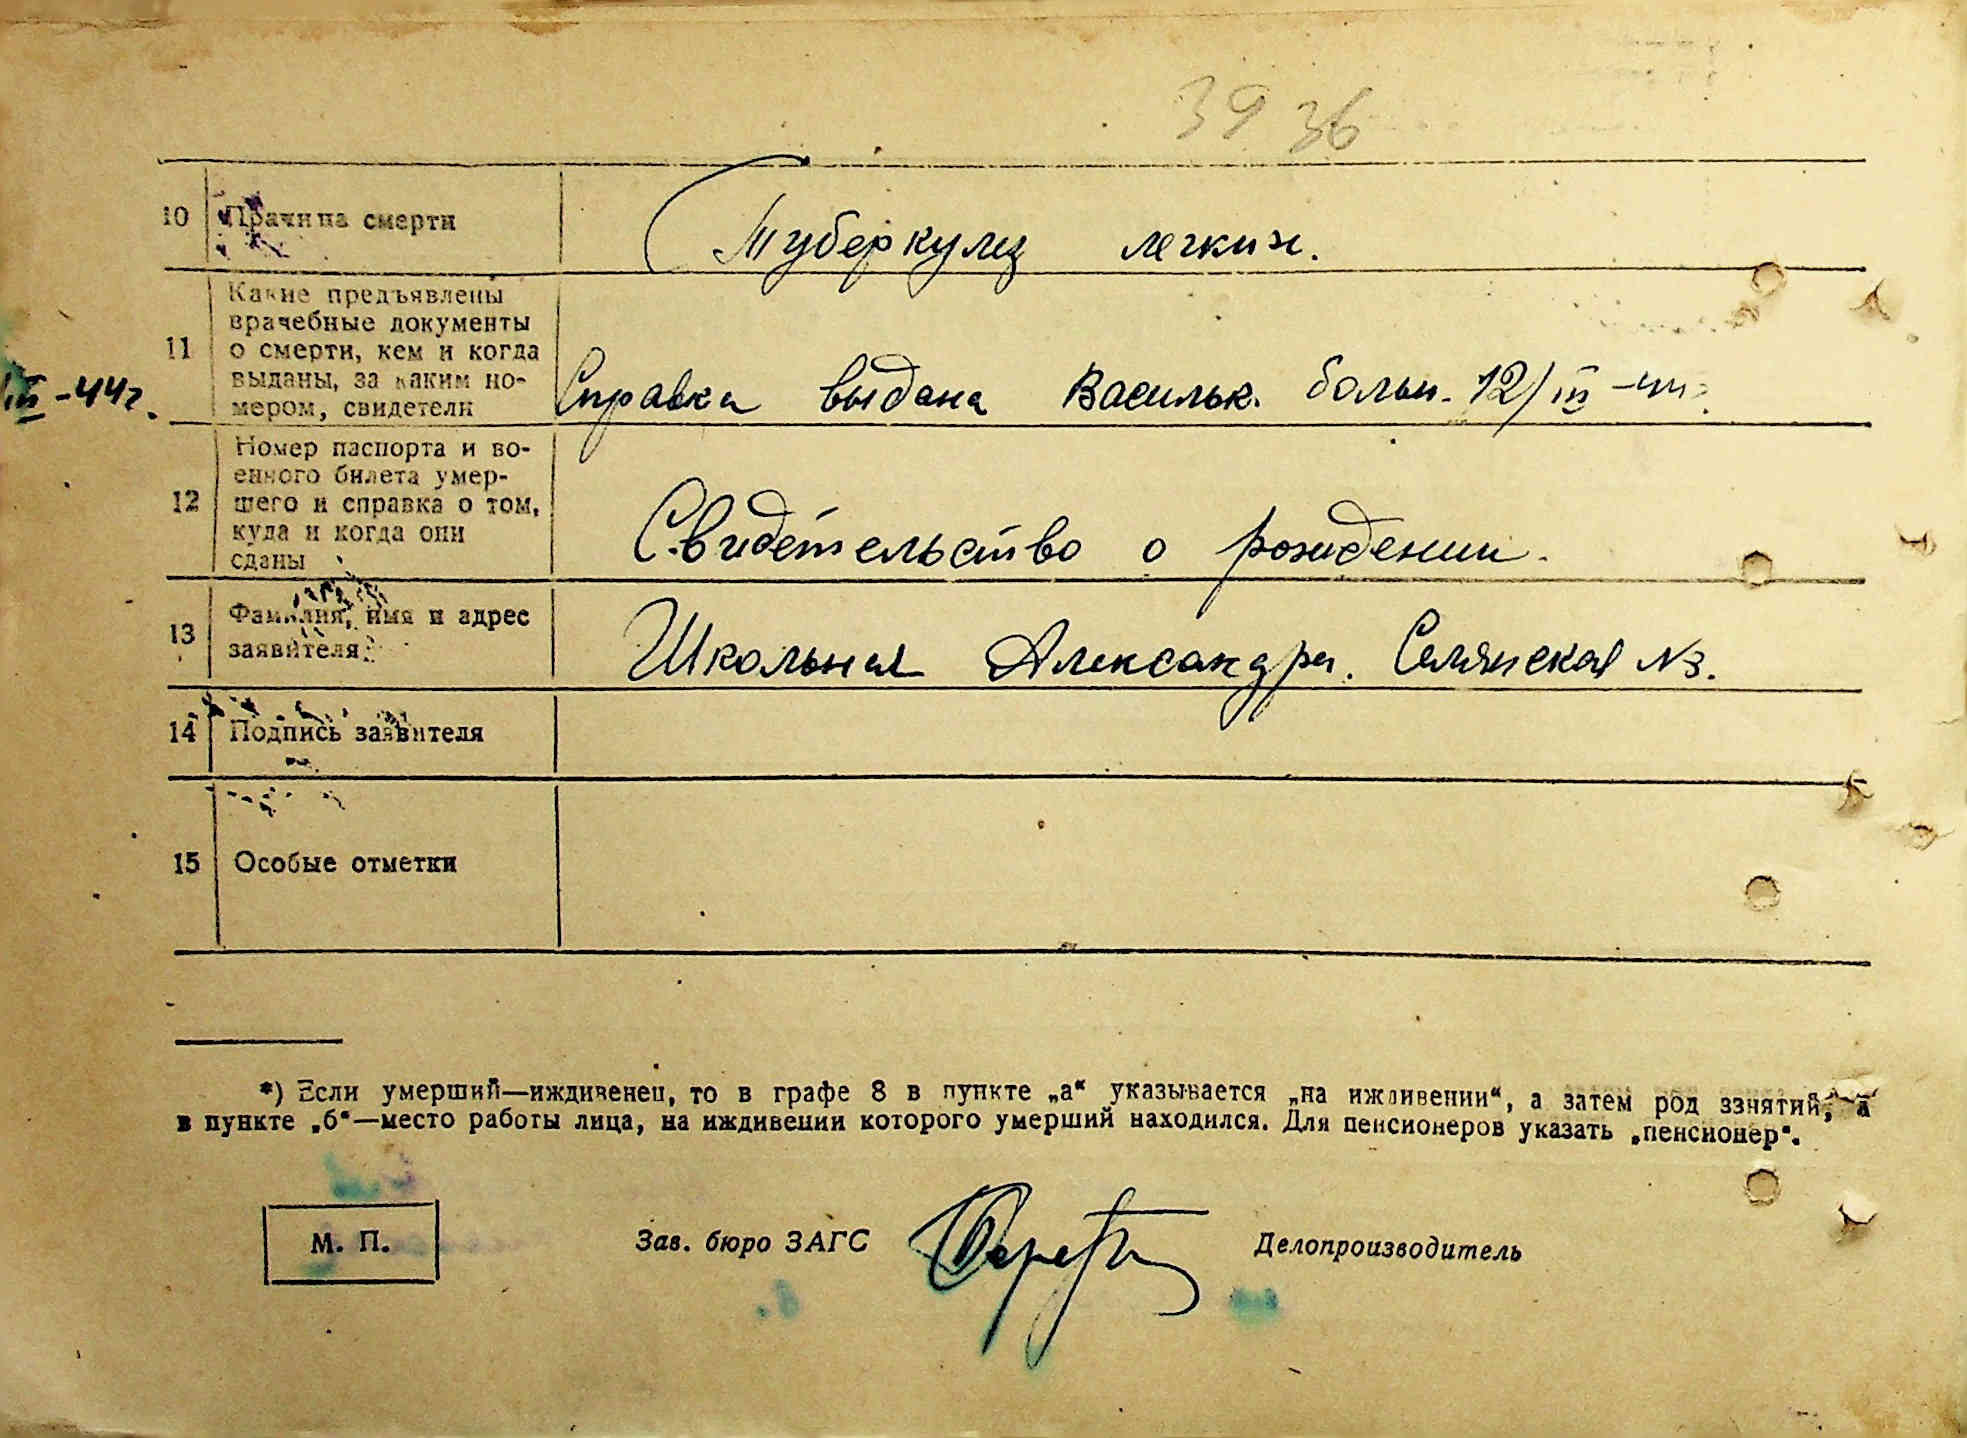 3936
10 Причина смерти Туберкулез легких.
11 Какие предъявлены
врачебные документы
о смерти, кем и когда
выданы, за каким но-
мером, свидетели
Справка выдана Васильк. больн. 12/III-44г.
III-44г.
12 Номер паспорта и во-
енного билета умер-
шего и справка о том,
куда и когда они
сданы
Свидетельство о рождении.
13 Фамилия, имя и адрес
заявителя
Школьная Александра. №3.
14 Подпись заявителя
15 Особые отметки
*) Если умерший—иждивенец, то в графе 8 в пункте „а“ указывается „на иждивении“, а затем род занятий, а
в пункте „б“—место работы лица, на иждивении которого умерший находился. Для пенсионеров указать „пенсионер“.
М. П.
Зав. бюро ЗАГС
Делопроизводитель